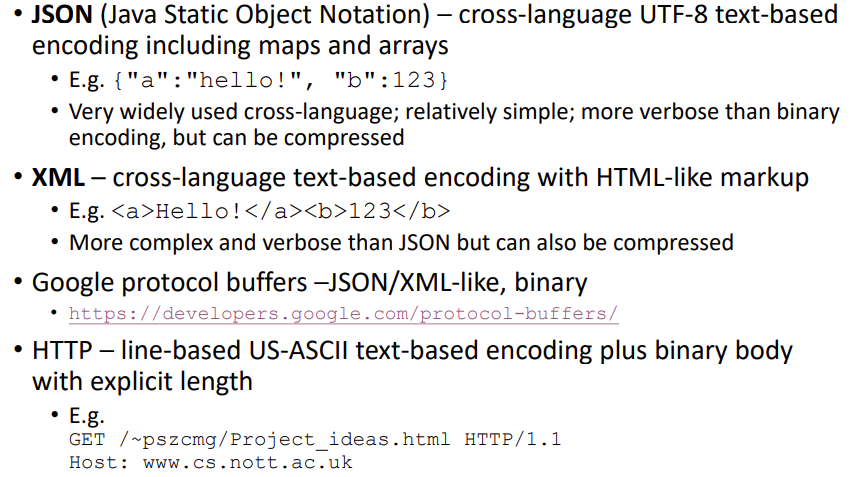 • JSON (Java Static Object Notation) – cross-language UTF-8 text-based
encoding including maps and arrays
• E.g. {"a":"hello!", "b":123}
• Very widely used cross-language; relatively simple; more verbose than binary
encoding, but can be compressed
• XML – cross-language text-based encoding with HTML-like markup
• E.g. <a>Hello!</a><b>123</b>
• More complex and verbose than JSON but can also be compressed
• Google protocol buffers –JSON/XML-like, binary
• https://developers.google.com/protocol-buffers/
• HTTP – line-based US-ASCII text-based encoding plus binary body
with explicit length
• E.g.
GET /~pszcmg/Project_ideas.html HTTP/1.1
Host: www.cs.nott.ac.uk